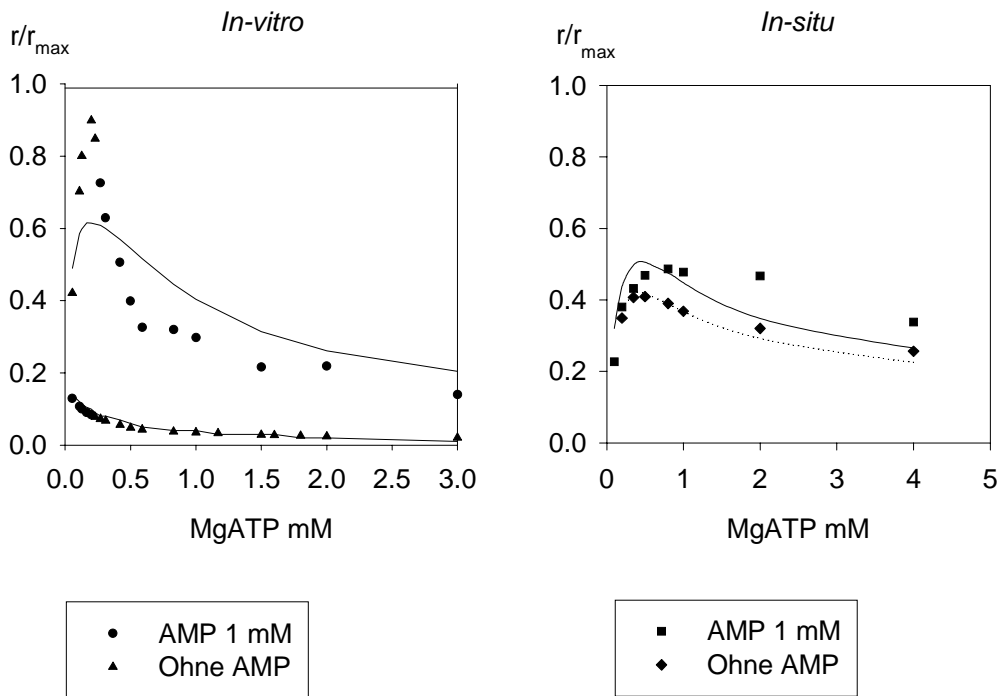 In-vitro
r/rmax
1.0
0.8
0.6
0.4
0.2
0.0
0.0 0.5 1.0 1.5 2.0 2.5 3.0
MgATP mM
AMP 1 mM
Ohne AMP
In-situ
r/rmax
1.0
0.8
0.6
0.4
0.2
0.0
0 1 2 3 4 5
MgATP mM
AMP 1 mM
Ohne AMP